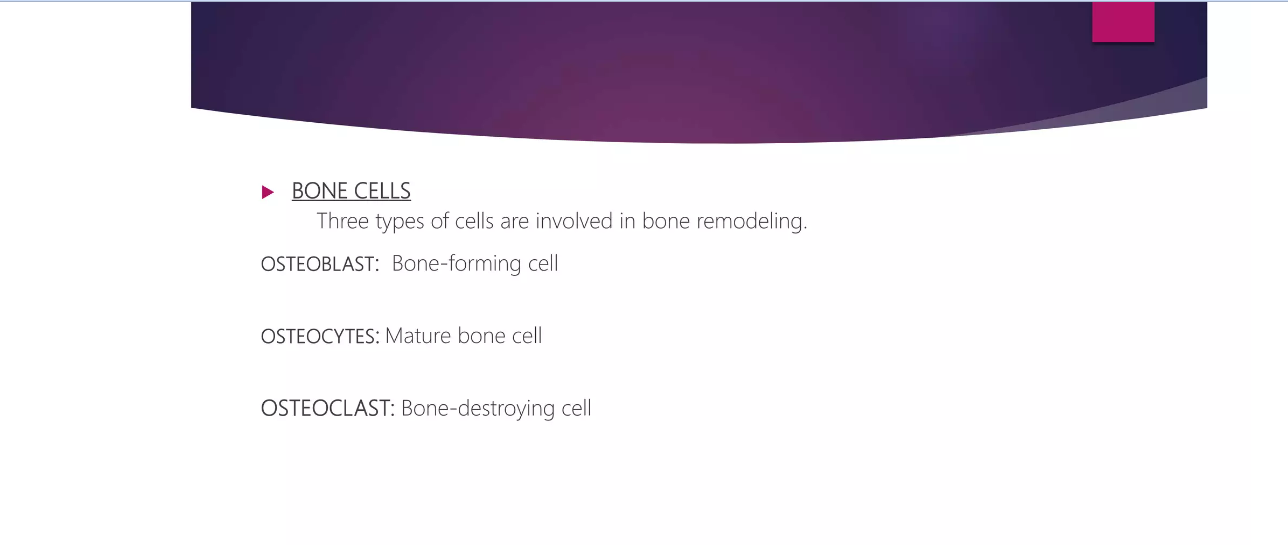 BONE CELLS
Three types of cells are involved in bone remodeling.
OSTEOBLAST: Bone-forming cell
OSTEOCYTES: Mature bone cell
OSTEOCLAST: Bone-destroying cell